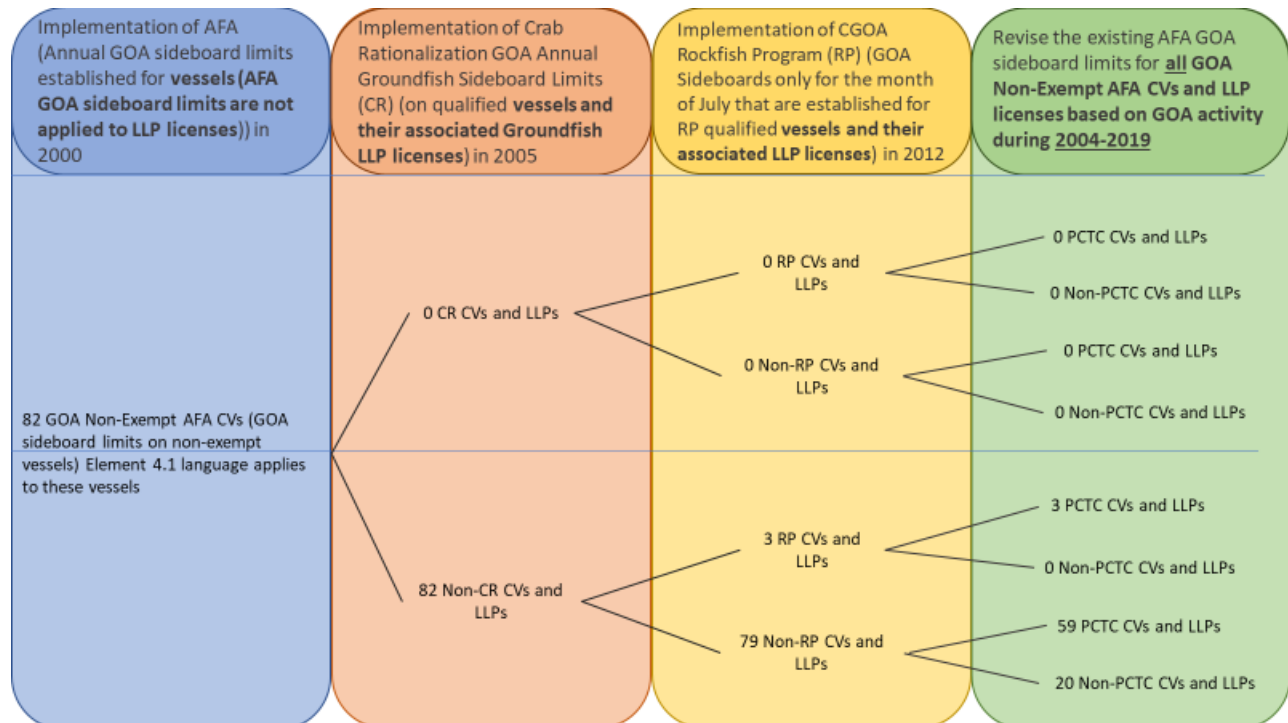 Implementation of AFA
(Annual GOA sideboard limits
established for vessels (AFA
GOA sideboard limits are not
applied to LLP licenses)) in
2000
Implementation of Crab
Rationalization GOA Annual
Groundfish Sideboard Limits
(CR) (on qualified vessels and
their associated Groundfish
LLP licenses) in 2005
Implementation of CGOA
Rockfish Program (RP) (GOA
Sideboards only for the month
of July that are established for
RP qualified vessels and their
associated LLP licenses) in 2012
Revise the existing AFA GOA
sideboard limits for all GOA
Non-Exempt AFA CVs and LLP
licenses based on GOA activity
during 2004-2019
82 GOA Non-Exempt AFA CVs (GOA
sideboard limits on non-exempt
vessels) Element 4.1 language applies
to these vessels
0 CR CVs and LLPs
82 Non-CR CVs and
LLPs
0 RP CVs and
LLPs
0 Non-RP CVs and
LLPs
3 RP CVs and
LLPs
79 Non-RP CVs and
LLPs
0 PCTC CVs and LLPs
0 Non-PCTC CVs and LLPs
0 PCTC CVs and LLPs
0 Non-PCTC CVs and LLPs
3 PCTC CVs and LLPs
0 Non-PCTC CVs and LLPs
59 PCTC CVs and LLPs
20 Non-PCTC CVs and LLPs